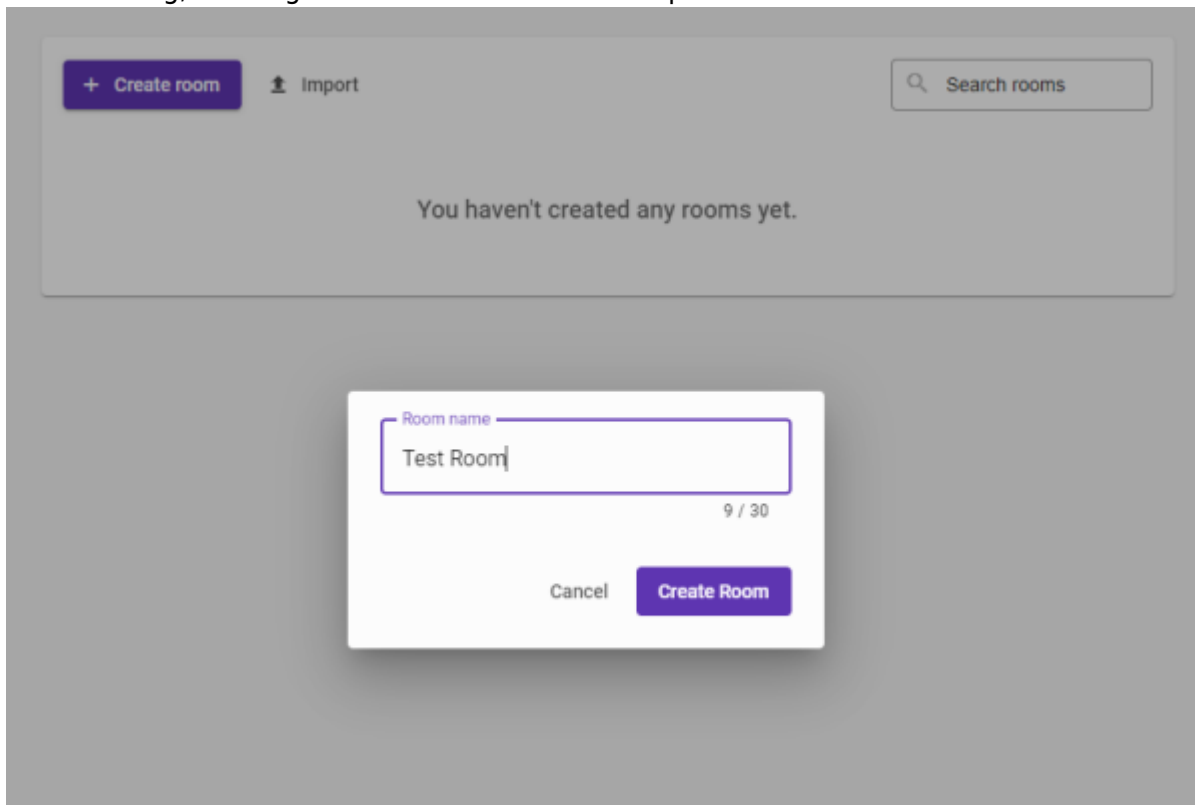 + Create room
Import
Search rooms
You haven't created any rooms yet.
Room name
Test Room
9 / 30
Cancel
Create Room